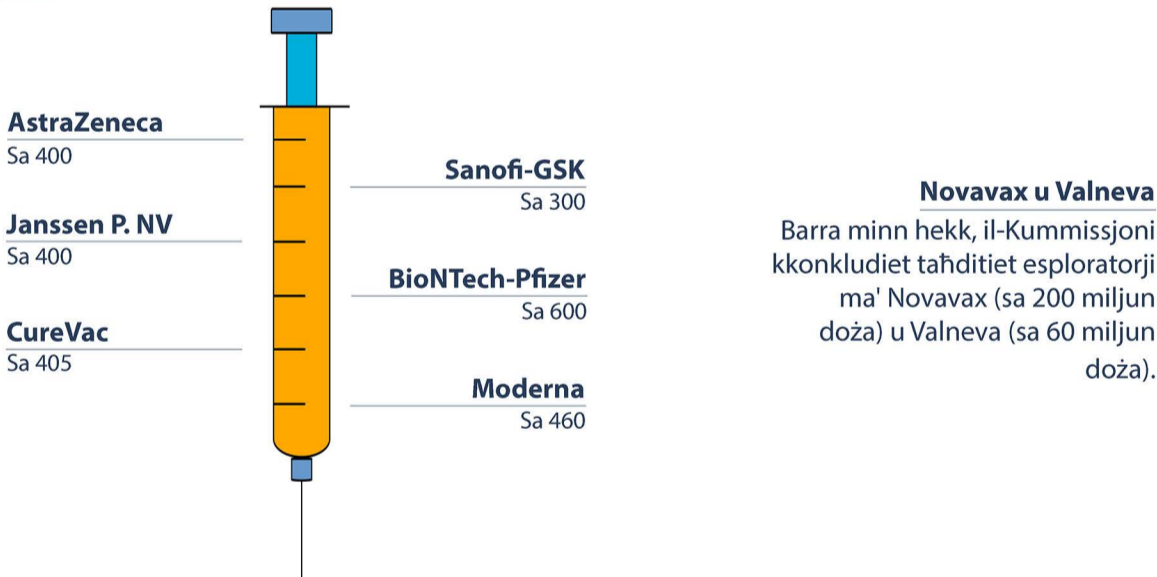 AstraZeneca
Sa 400
Janssen P. NV
Sa 400
CureVac
Sa 405
Sanofi-GSK
Sa 300
BioNTech-Pfizer
Sa 600
Moderna
Sa 460
Novavax u Valneva
Barra minn hekk, il-Kummissjoni
kkonkludiet taħditiet esploratorji
ma' Novavax (sa 200 miljun
doża) u Valneva (sa 60 miljun
doża).